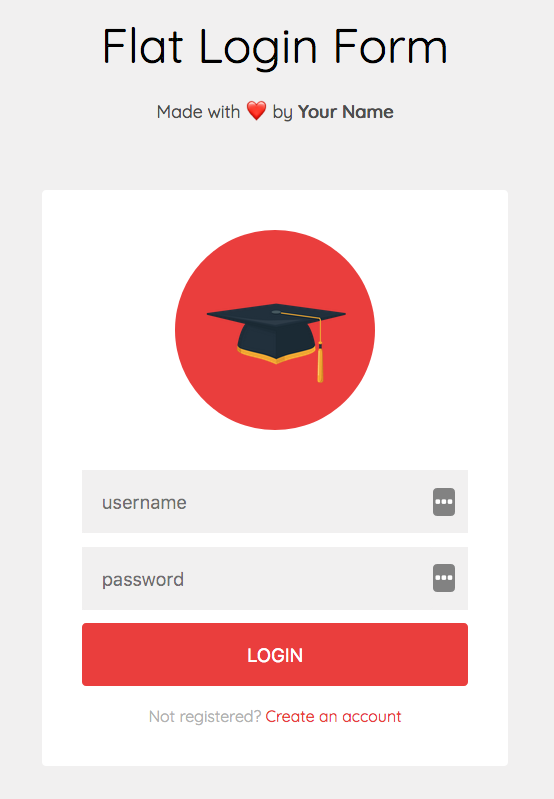 Flat Login Form
Made with ❤️ by Your Name
username
password
LOGIN
Not registered? Create an account